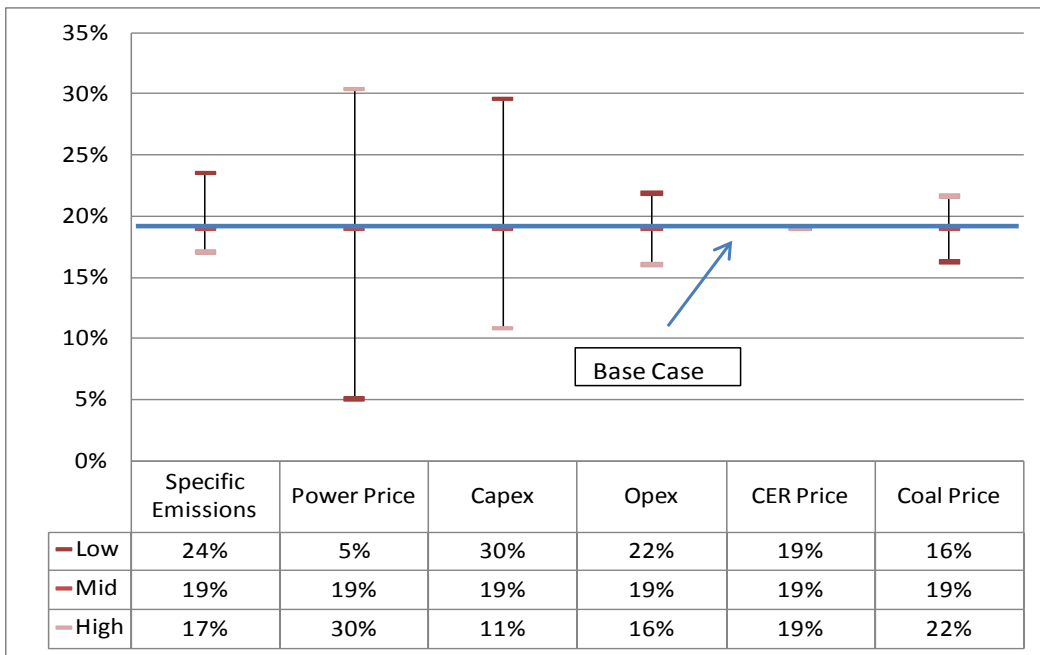 35%
30%
25%
20%
15%
10%
5%
0%
Base Case
Specific Emissions Power Price Capex Opex CER Price Coal Price
Low 24% 5% 30% 22% 19% 16%
Mid 19% 19% 19% 19% 19% 19%
High 17% 30% 11% 16% 19% 22%